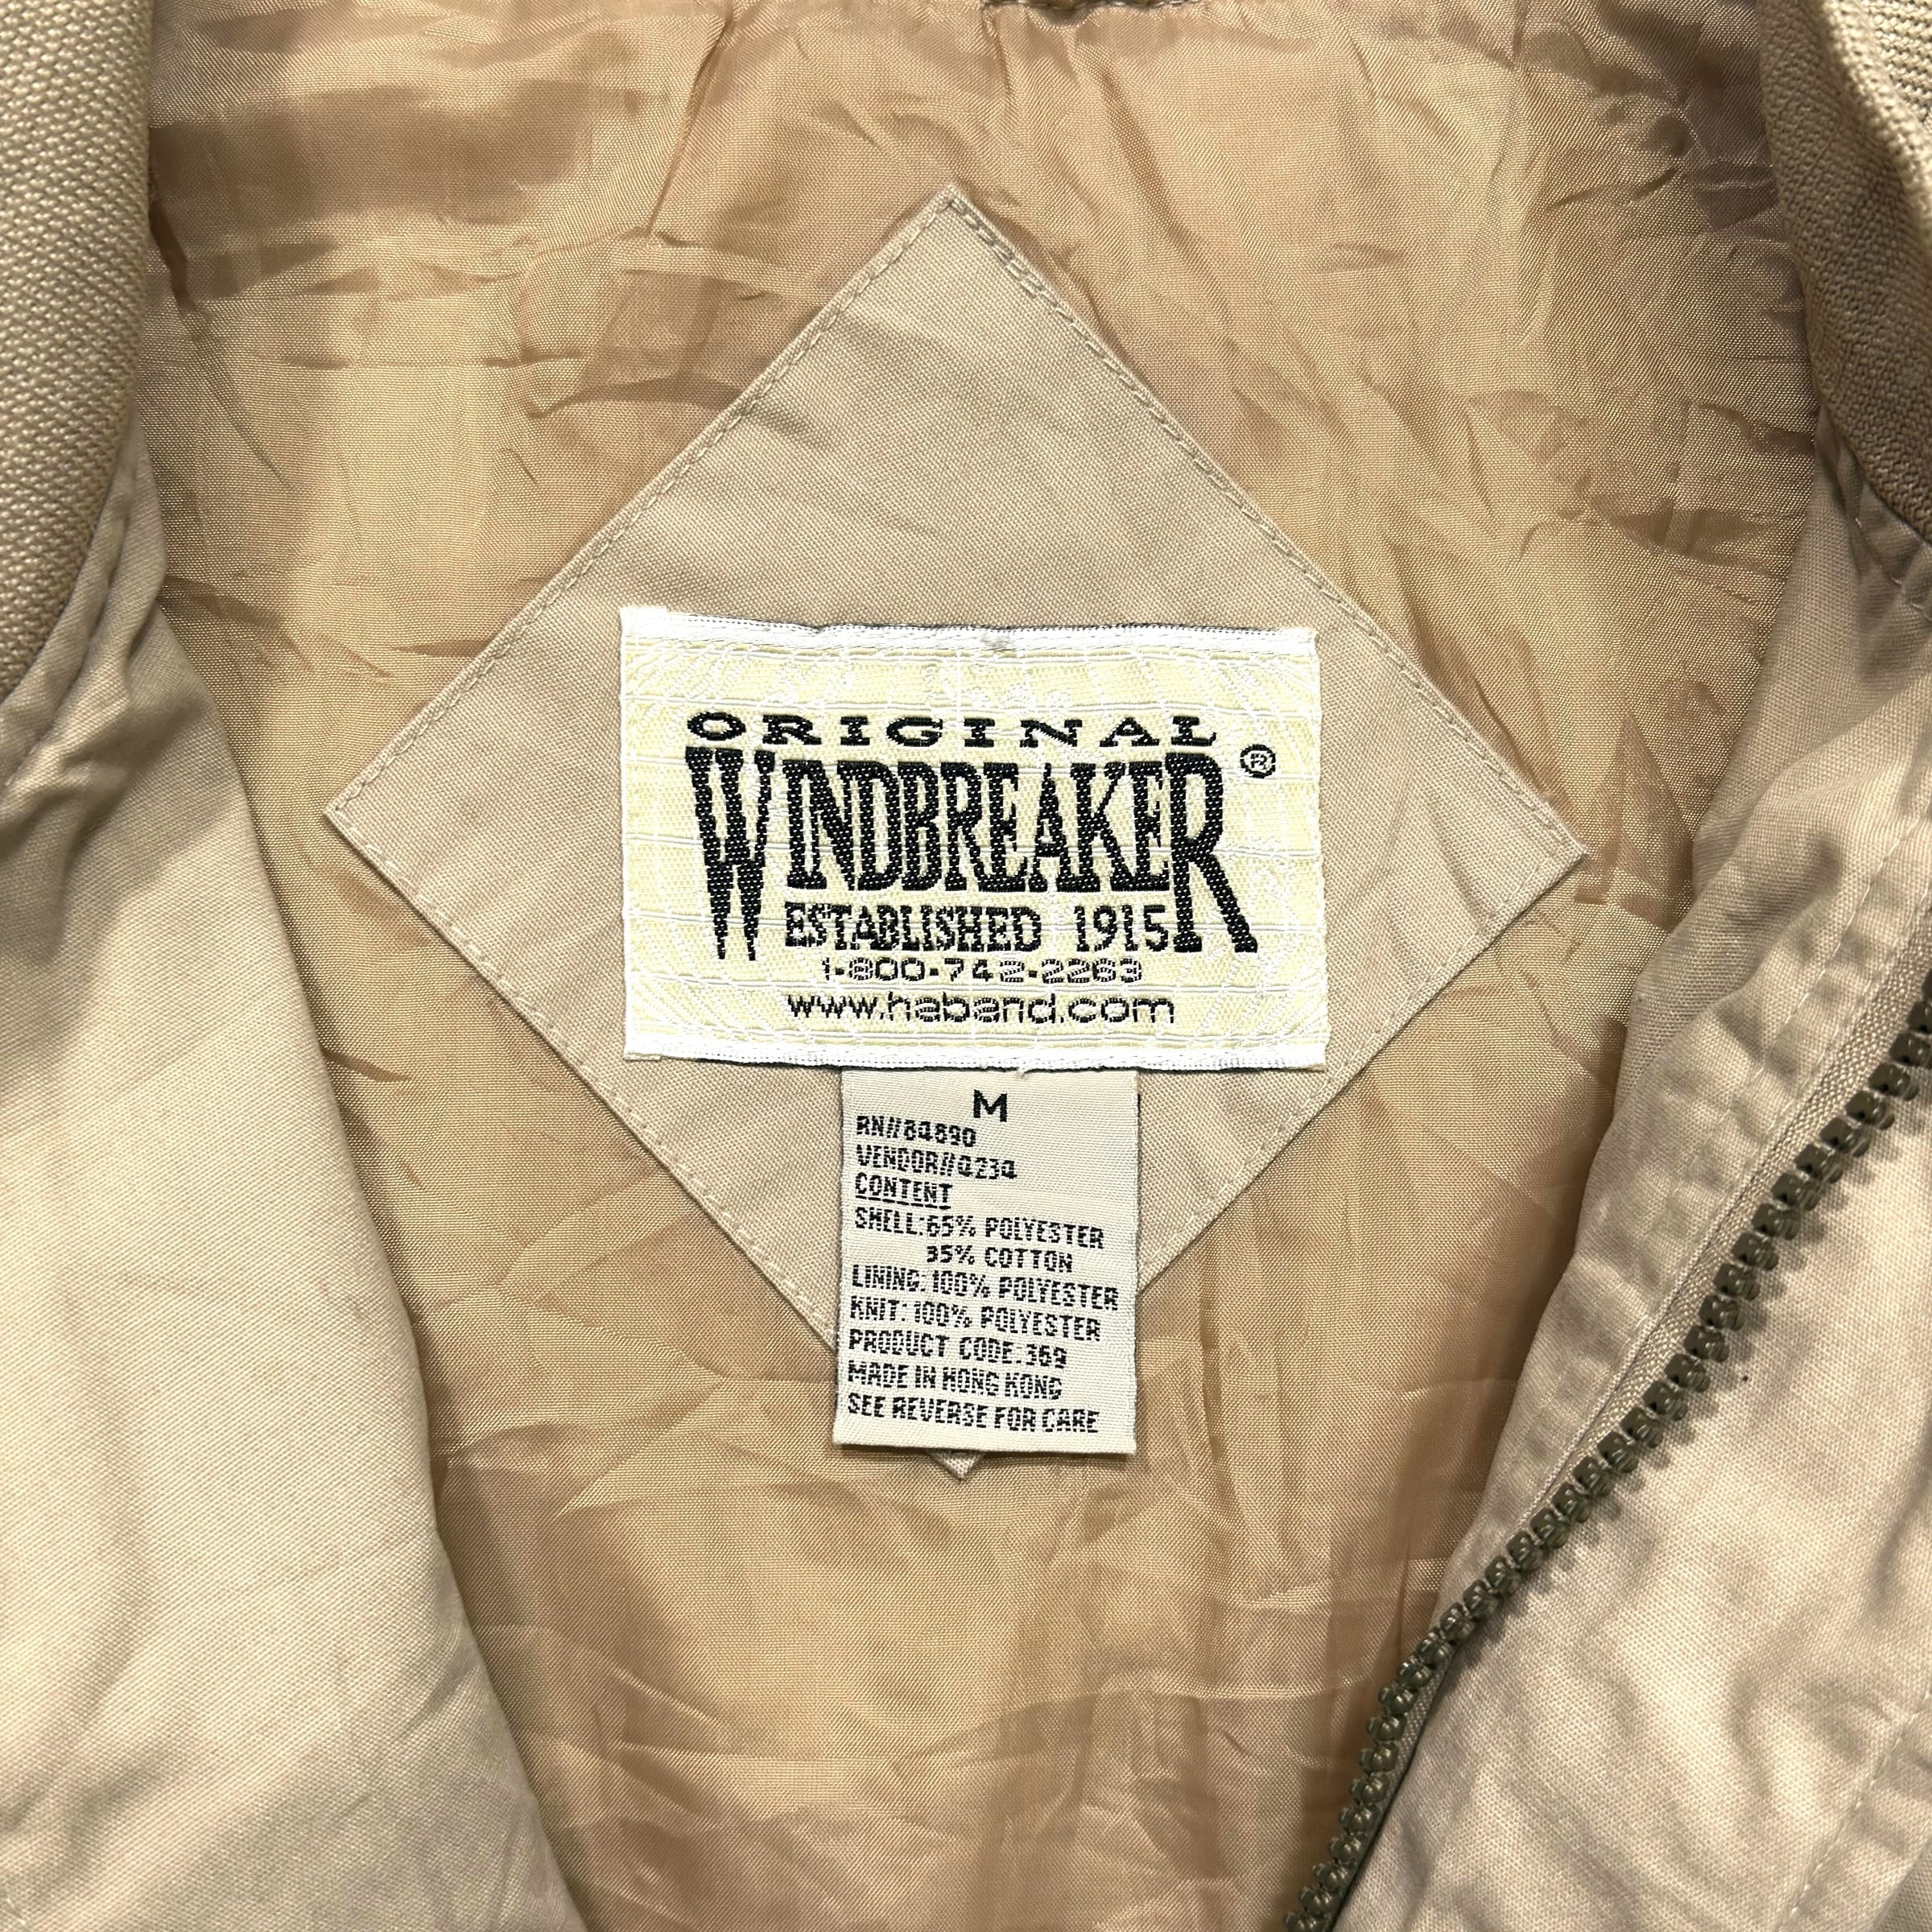 ORIGINAL
WINDBREAKER®
ESTABLISHED 1915
1-800-742-2263
www.haband.com
M
RN#84890
VENDOR#4234
CONTENT
SHELL:65% POLYESTER
35% COTTON
LINING:100% POLYESTER
KNIT:100% POLYESTER
PRODUCT CODE:369
MADE IN HONG KONG
SEE REVERSE FOR CARE